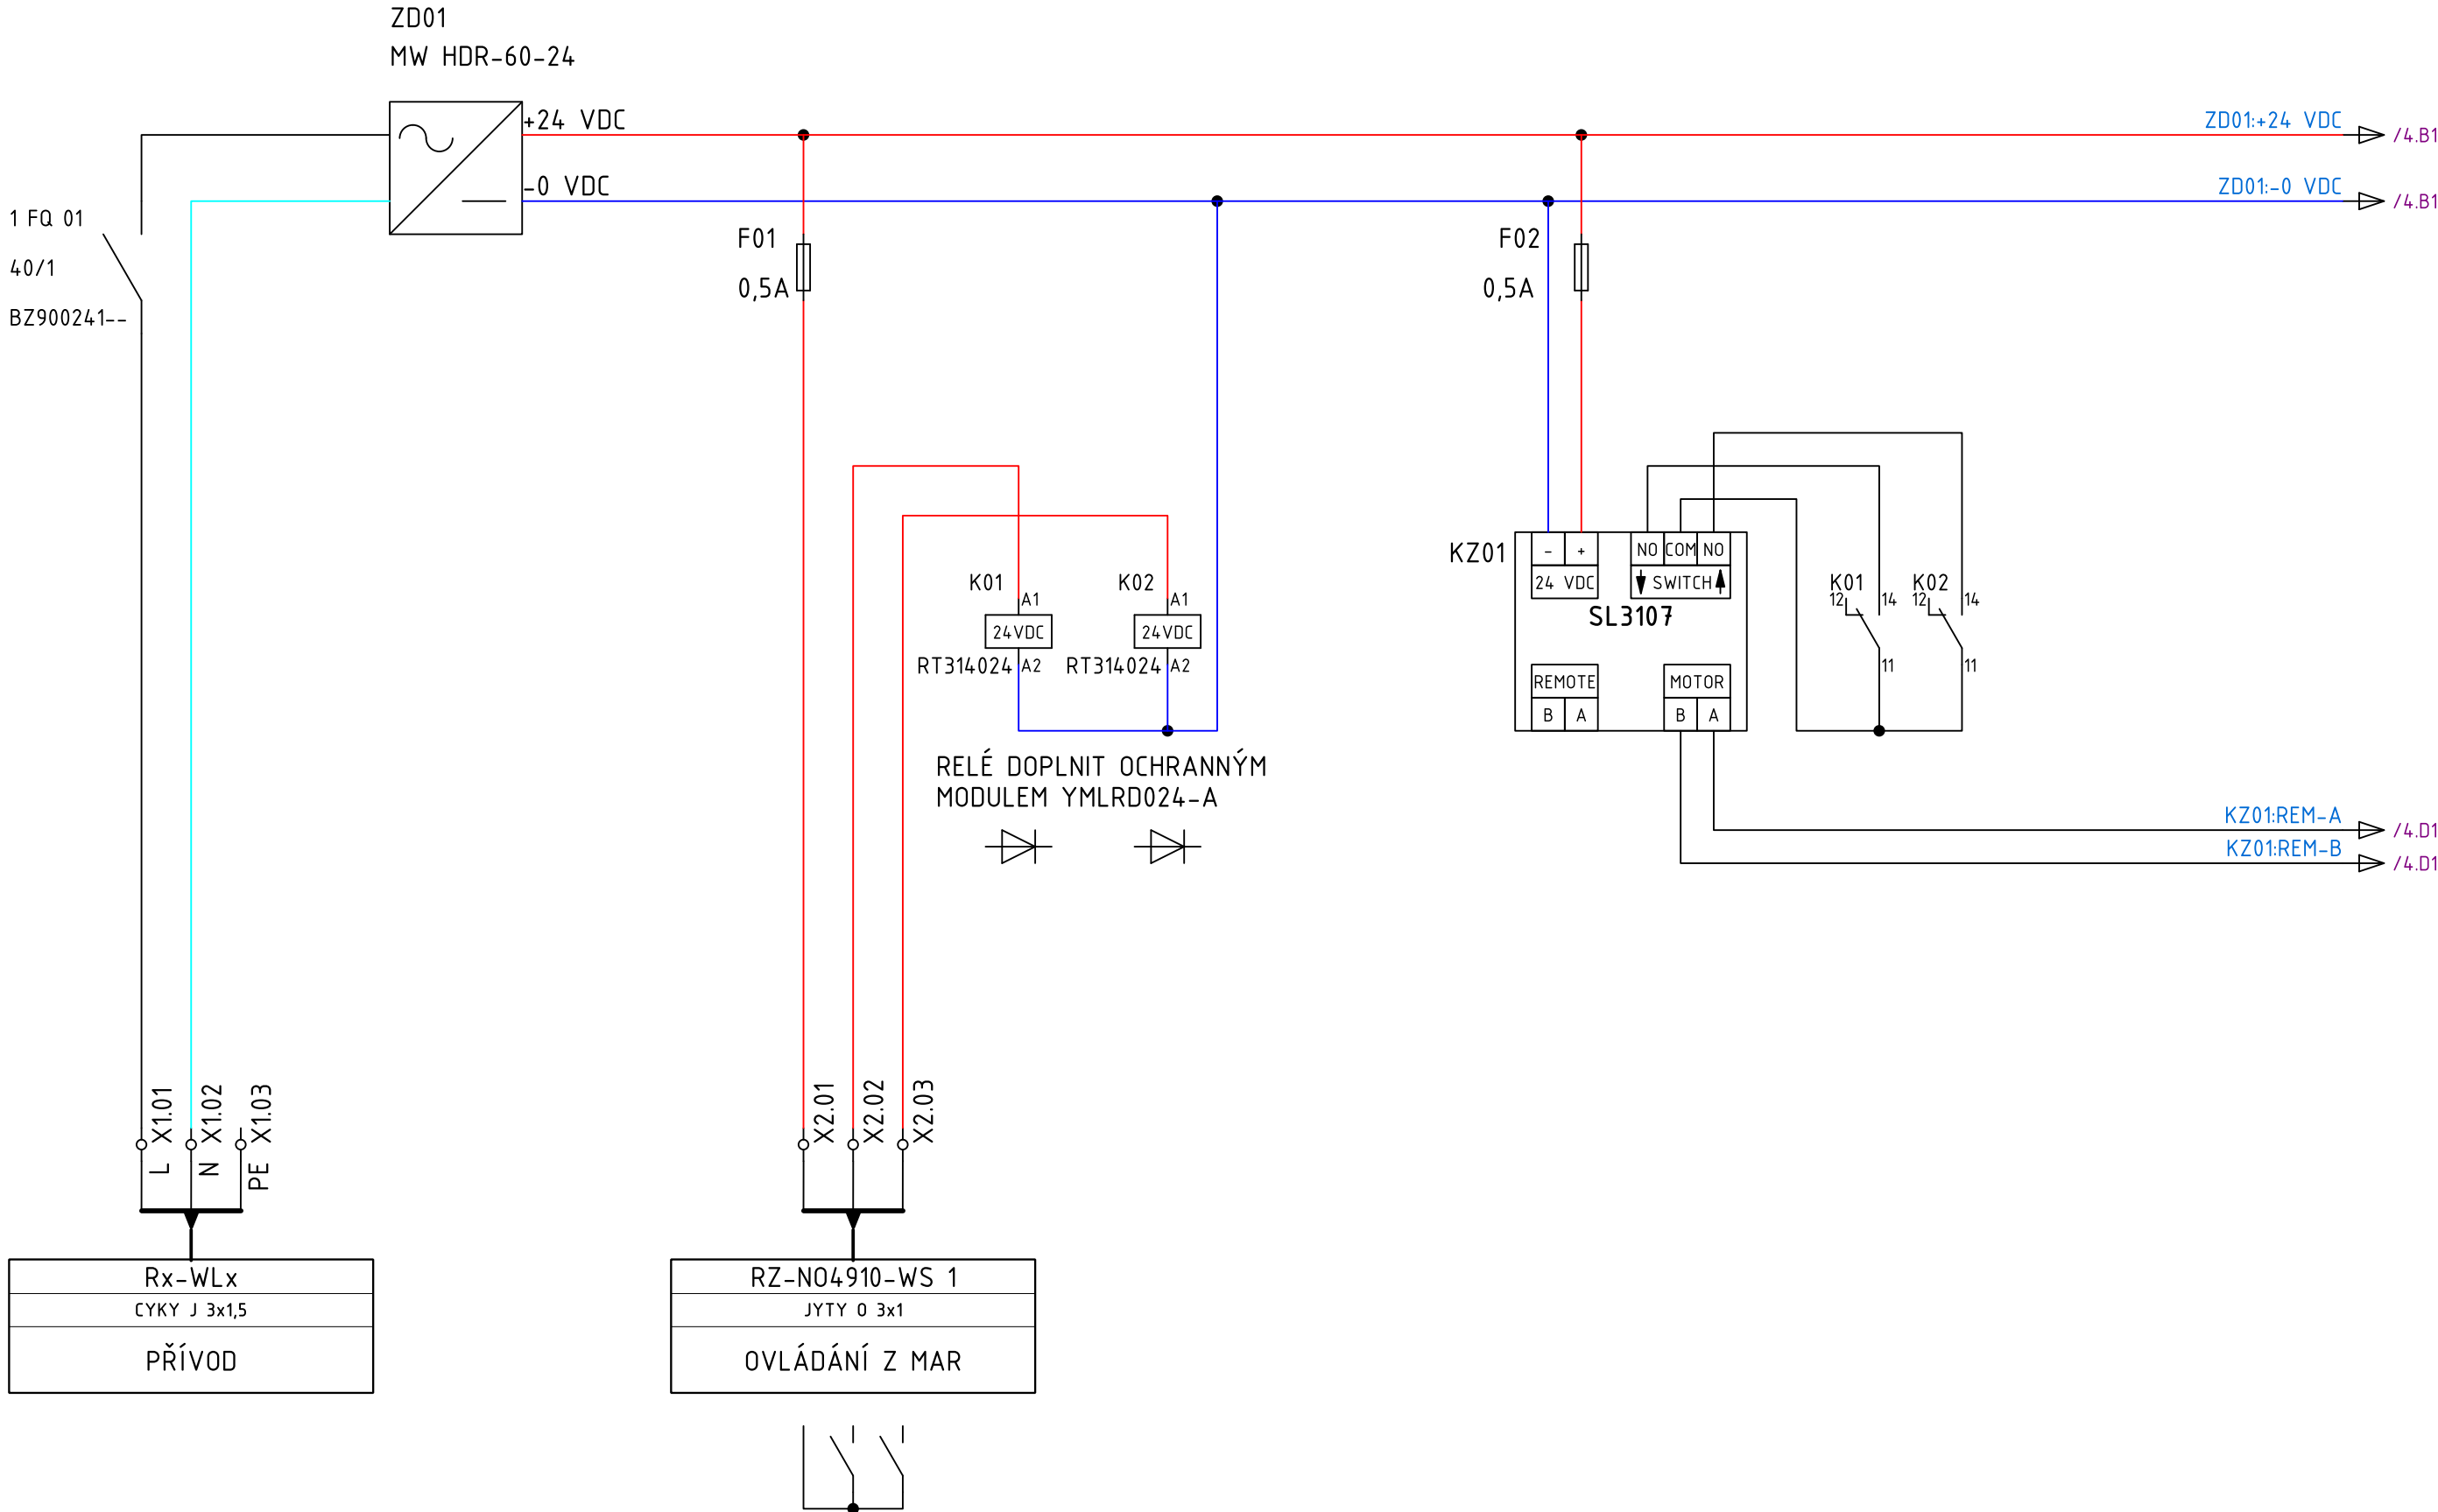 ZD01
MW HDR-60-24
+24 VDC
-0 VDC
ZD01:+24 VDC
/4.B1
ZD01:-0 VDC
/4.B1
1 FQ 01
40/1
BZ900241--
F01
0,5A
F02
0,5A
K01
A1
24VDC
RT314024
A2
K02
A1
24VDC
RT314024
A2
RELÉ DOPLNIT OCHRANNÝM
MODULEM YMLRD024-A
KZ01
- +
24 VDC
NO COM NO
SWITCH
SL3107
REMOTE
B A
MOTOR
B A
K01
12 14
11
K02
12 14
11
KZ01:REM-A
/4.D1
KZ01:REM-B
/4.D1
X1.01
X1.02
X1.03
L
N
PE
X2.01
X2.02
X2.03
Rx-WLx
CYKY J 3x1,5
PŘÍVOD
RZ-NO4910-WS 1
JYTY O 3x1
OVLÁDÁNÍ Z MAR